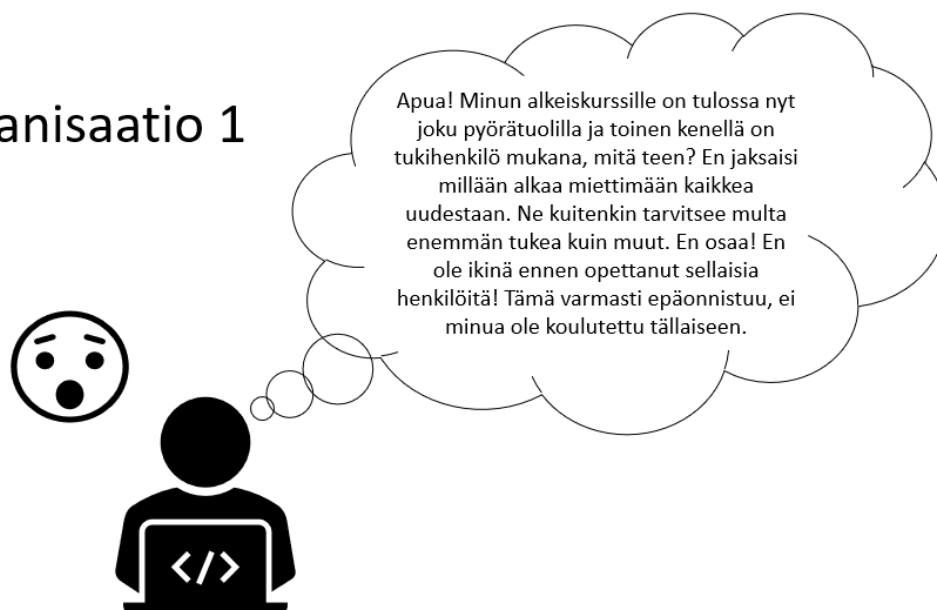 anisaatio 1
Apua! Minun alkeiskurssille on tulossa nyt
joku pyörätuolilla ja toinen kenellä on
tukihenkilö mukana, mitä teen? En jaksaisi
millään alkaa miettimään kaikkea
uudestaan. Ne kuitenkin tarvitsee multa
enemmän tukea kuin muut. En osaa! En
ole ikinä ennen opettanut sellaisia
henkilöitä! Tämä varmasti epäonnistuu, ei
minua ole koulutettu tällaiseen.
</>